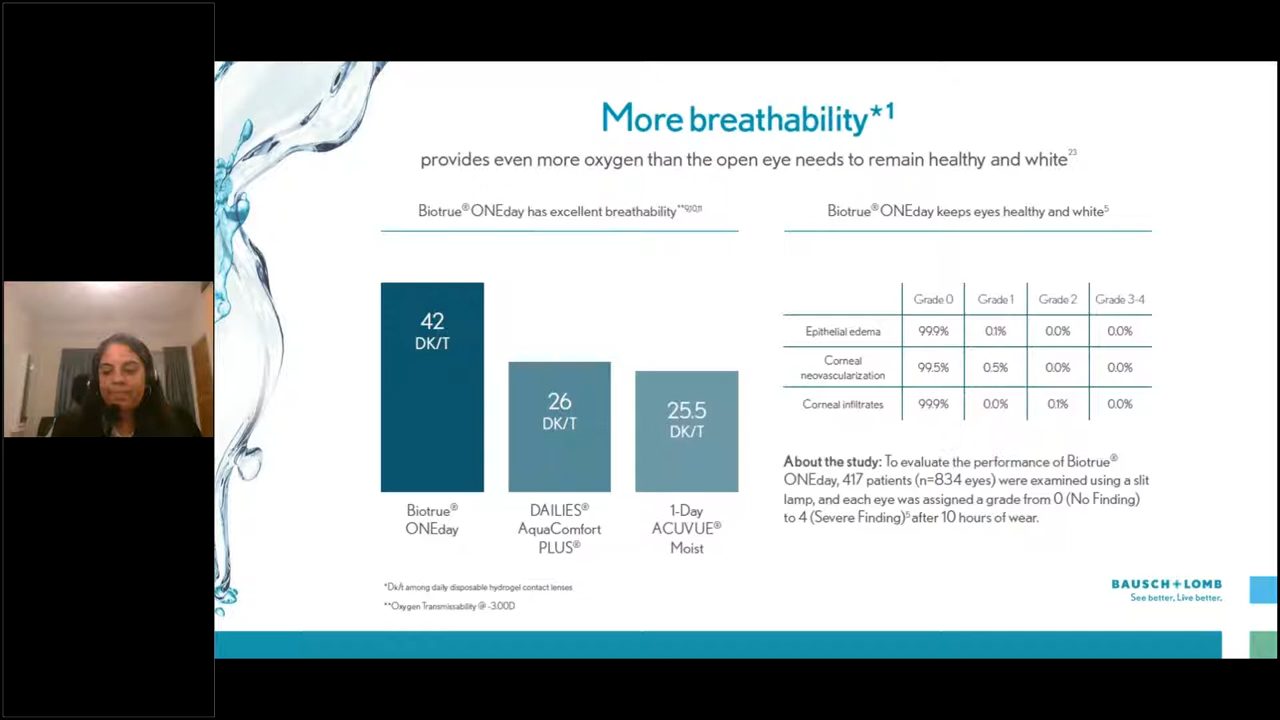 More breathability*1
provides even more oxygen than the open eye needs to remain healthy and white23
Biotrue® ONEday has excellent breathability**9,10,11
42
DK/T
26
DK/T
25.5
DK/T
Biotrue®
ONEday
DAILIES®
AquaComfort
PLUS®
1-Day
ACUVUE®
Moist
*Dk/t among daily disposable hydrogel contact lenses
**Oxygen Transmissability @ -3.00D
Biotrue® ONEday keeps eyes healthy and white5
Grade 0 Grade 1 Grade 2 Grade 3-4
Epithelial edema 99.9% 0.1% 0.0% 0.0%
Corneal
neovascularization 99.5% 0.5% 0.0% 0.0%
Corneal infiltrates 99.9% 0.0% 0.1% 0.0%
About the study: To evaluate the performance of Biotrue®
ONEday, 417 patients (n=834 eyes) were examined using a slit
lamp, and each eye was assigned a grade from 0 (No Finding)
to 4 (Severe Finding)5 after 10 hours of wear.
BAUSCH + LOMB
See better. Live better.